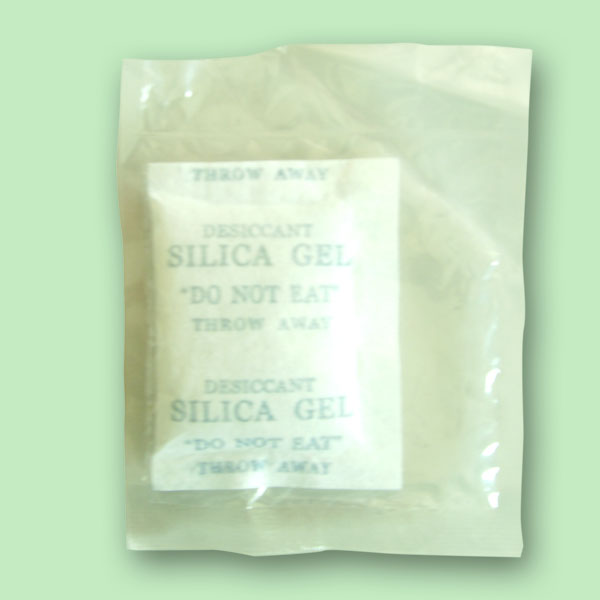 THROW AWAY
DESICCANT
SILICA GEL
"DO NOT EAT"
THROW AWAY
DESICCANT
SILICA GEL
"DO NOT EAT"
THROW AWAY